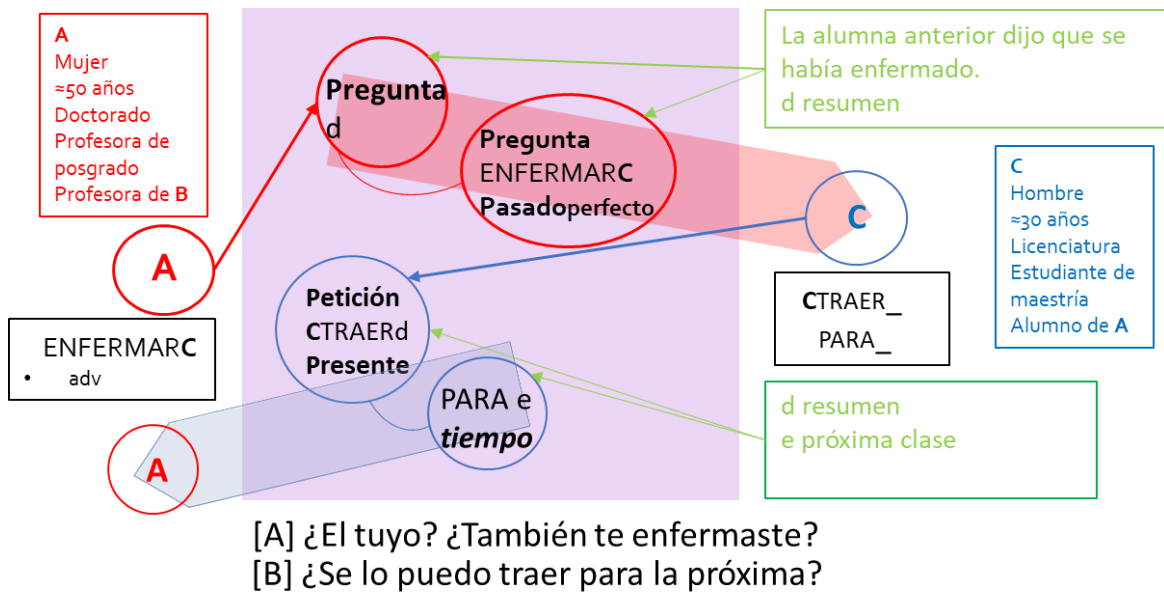 A
Mujer
≈50 años
Doctorado
Profesora de
posgrado
Profesora de B
Pregunta
d
La alumna anterior dijo que se
había enfermado.
d resumen
Pregunta
ENFERMARC
Pasadoperfecto
C
Hombre
≈30 años
Licenciatura
Estudiante de
maestría
Alumno de A
C
A
Petición
CTRAERd
Presente
CTRAER_
PARA_
ENFERMARC
• adv
PARA e
tiempo
d resumen
e próxima clase
A
[A] ¿El tuyo? ¿También te enfermaste?
[B] ¿Se lo puedo traer para la próxima?